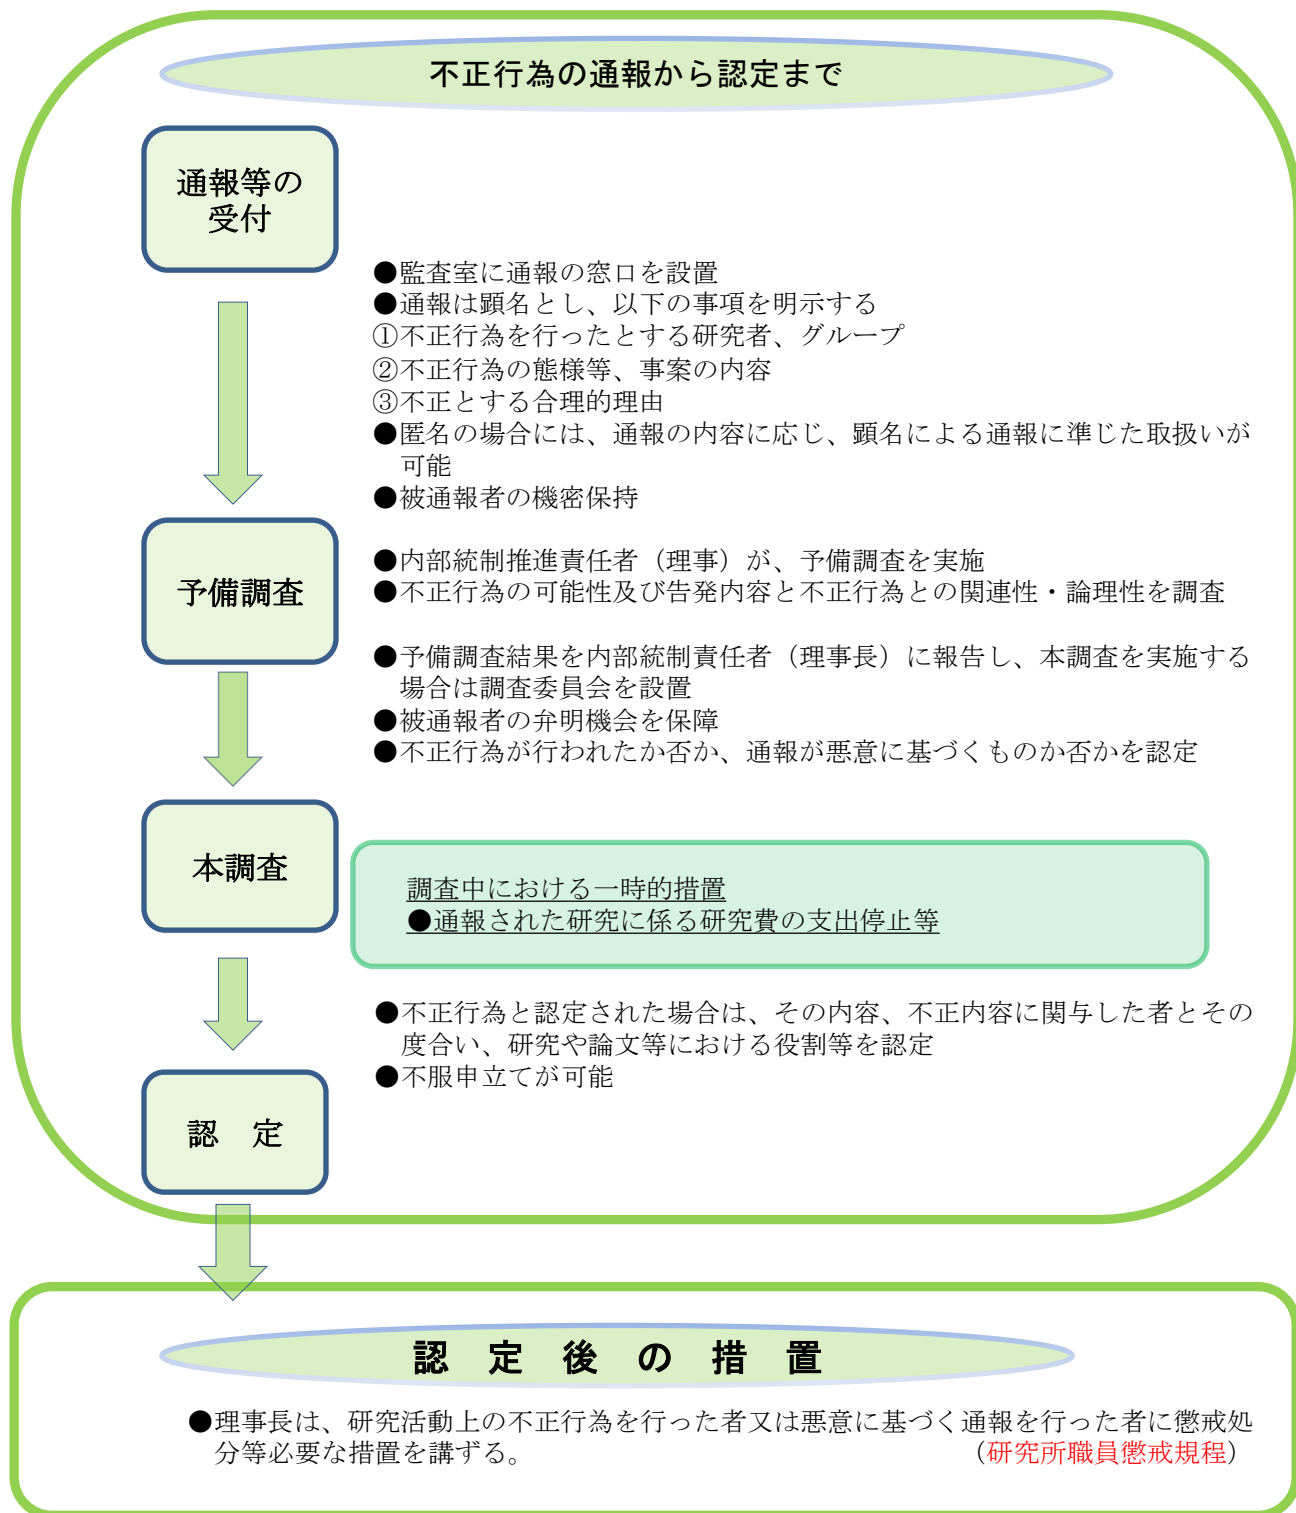 不正行為の通報から認定まで
通報等の
受付
●監査室に通報の窓口を設置
●通報は顕名とし、以下の事項を明示する
①不正行為を行ったとする研究者、グループ
②不正行為の態様等、事案の内容
③不正とする合理的理由
●匿名の場合には、通報の内容に応じ、顕名による通報に準じた取扱いが
可能
●被通報者の機密保持
予備調査
●内部統制推進責任者（理事）が、予備調査を実施
●不正行為の可能性及び告発内容と不正行為との関連性・論理性を調査
●予備調査結果を内部統制責任者（理事長）に報告し、本調査を実施する
場合は調査委員会を設置
●被通報者の弁明機会を保障
●不正行為が行われたか否か、通報が悪意に基づくものか否かを認定
本調査
調査中における一時的措置
●通報された研究に係る研究費の支出停止等
●不正行為と認定された場合は、その内容、不正内容に関与した者とその
度合い、研究や論文等における役割等を認定
●不服申立てが可能
認　定
認　定　後　の　措　置
●理事長は、研究活動上の不正行為を行った者又は悪意に基づく通報を行った者に懲戒処
分等必要な措置を講ずる。　（研究所職員懲戒規程）